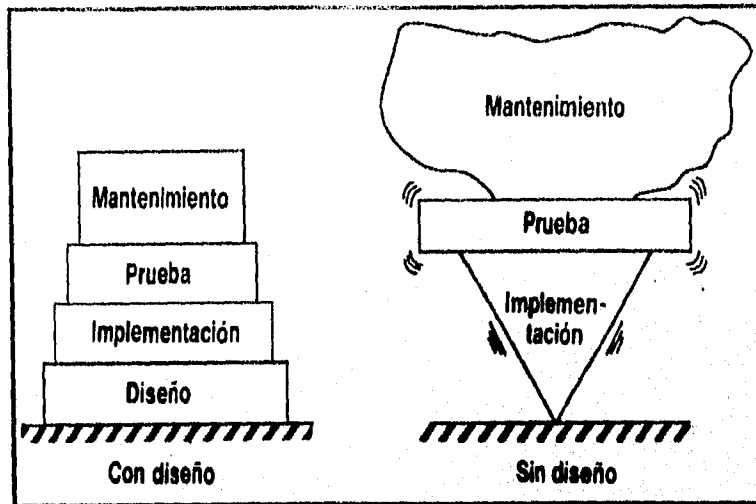 Mantenimiento
Prueba
Implementación
Diseño
Con diseño
Mantenimiento
Prueba
Implemen-
tación
Sin diseño